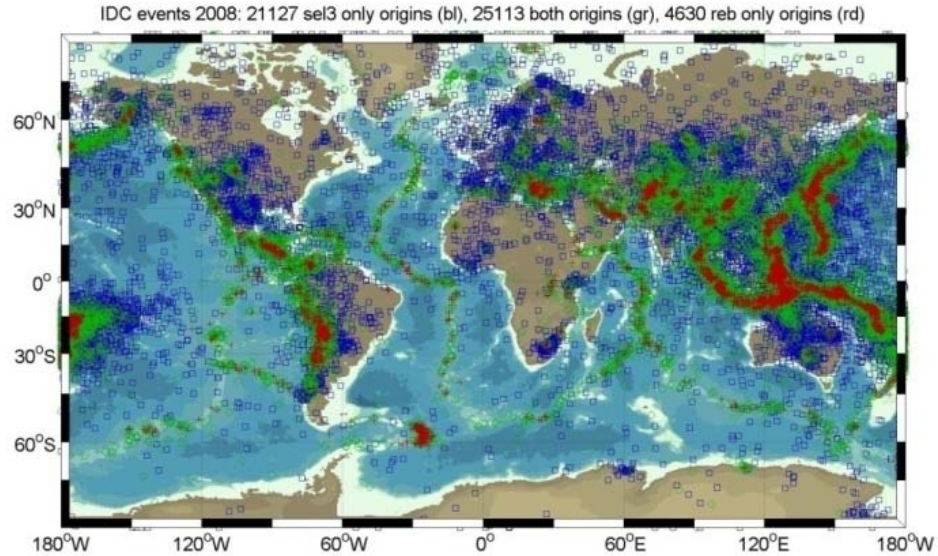 IDC events 2008: 21127 sel3 only origins (bl), 25113 both origins (gr), 4630 reb only origins (rd)
60°N
30°N
0°
30°S
60°S
180°W 120°W 60°W 0° 60°E 120°E 180°W